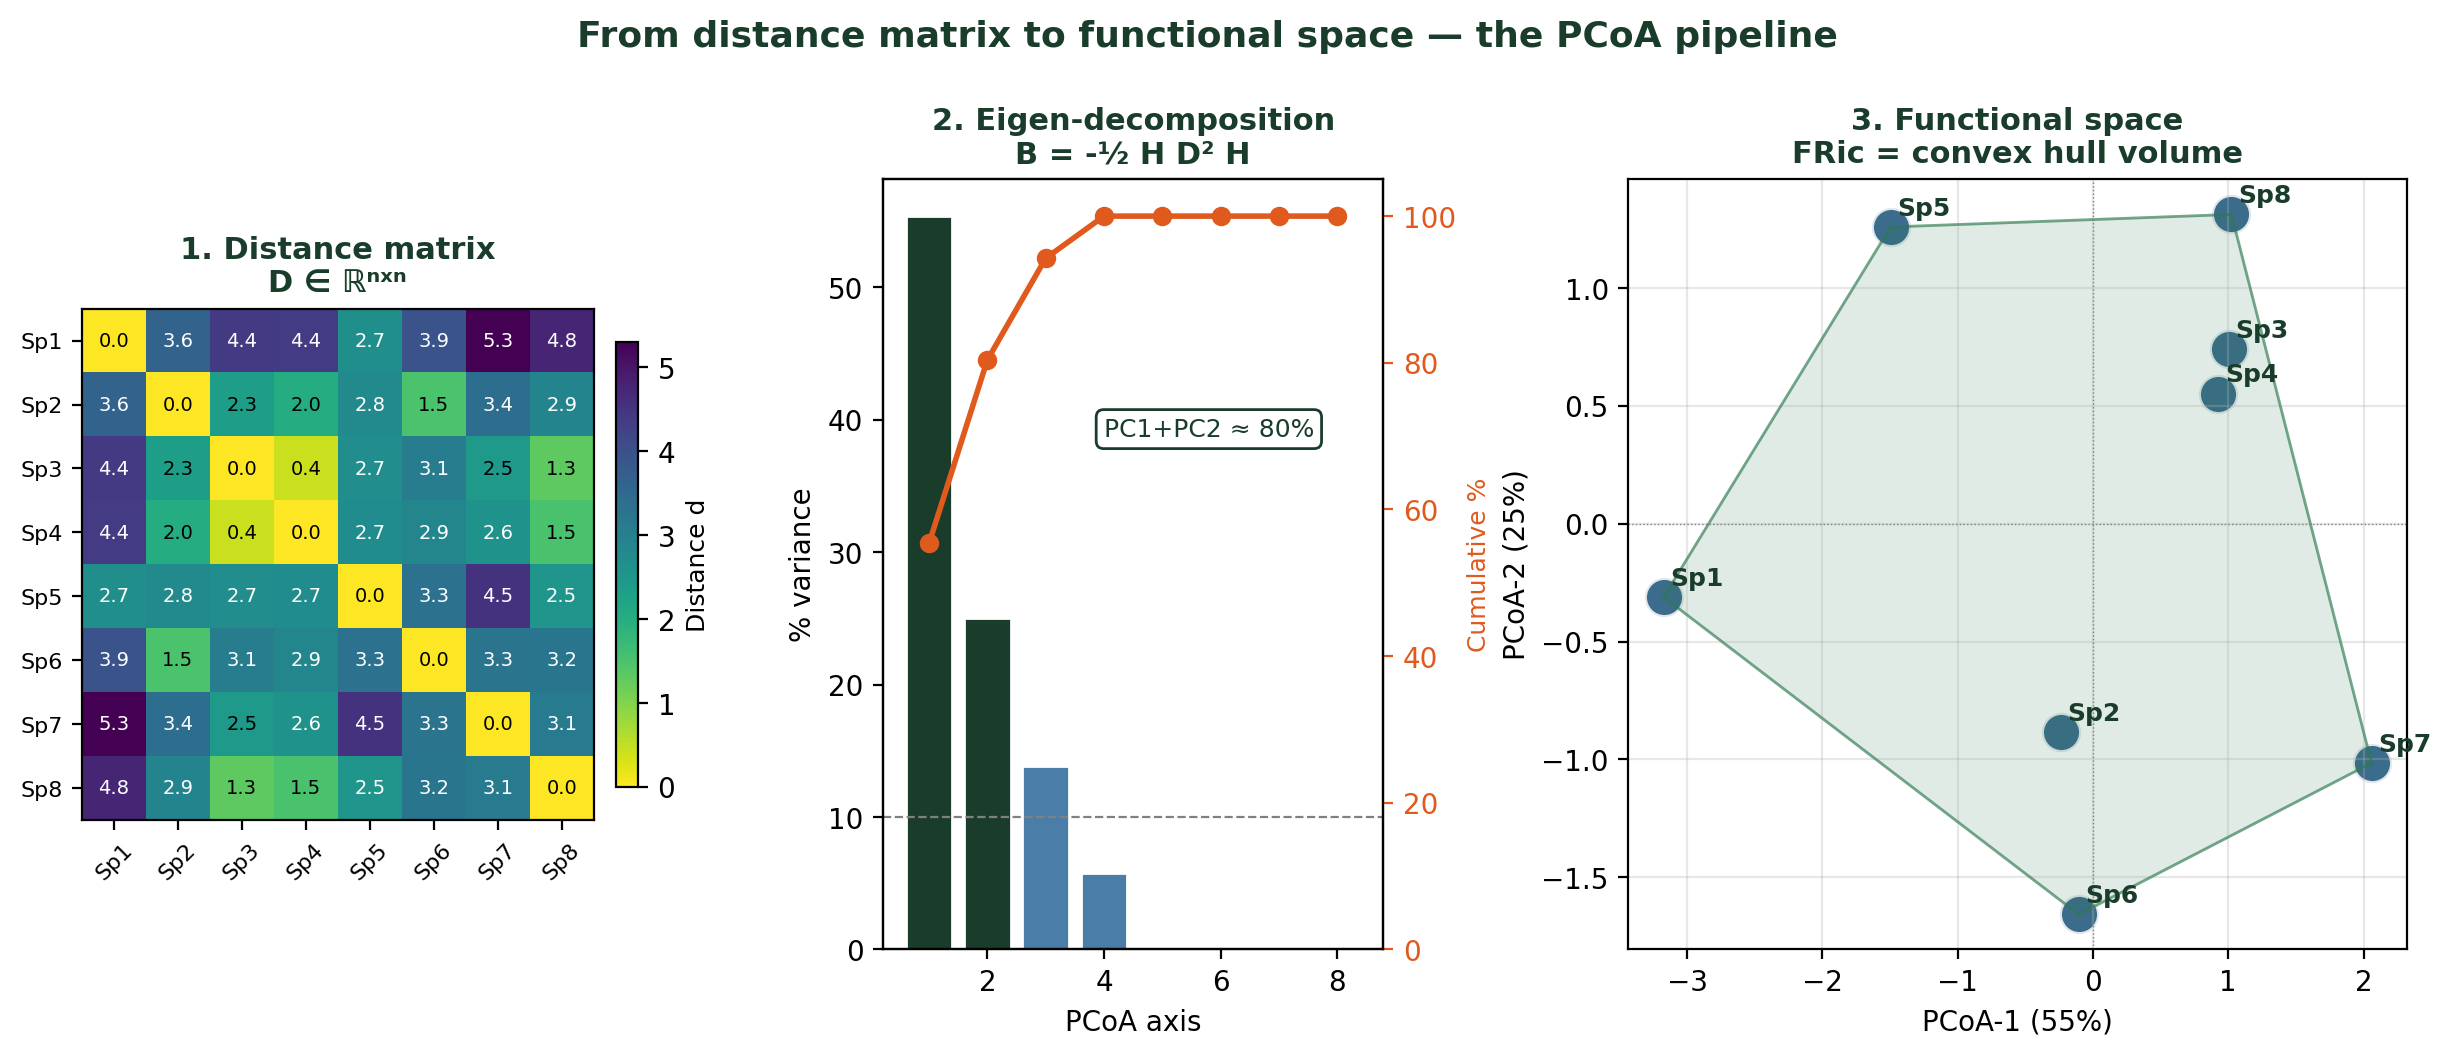 From distance matrix to functional space — the PCoA pipeline
1. Distance matrix
D ∈ ℝⁿˣⁿ
Sp1 0.0 3.6 4.4 4.4 2.7 3.9 5.3 4.8
Sp2 3.6 0.0 2.3 2.0 2.8 1.5 3.4 2.9
Sp3 4.4 2.3 0.0 0.4 2.7 3.1 2.5 1.3
Sp4 4.4 2.0 0.4 0.0 2.7 2.9 2.6 1.5
Sp5 2.7 2.8 2.7 2.7 0.0 3.3 4.5 2.5
Sp6 3.9 1.5 3.1 2.9 3.3 0.0 3.3 3.2
Sp7 5.3 3.4 2.5 2.6 4.5 3.3 0.0 3.1
Sp8 4.8 2.9 1.3 1.5 2.5 3.2 3.1 0.0
Sp1 Sp2 Sp3 Sp4 Sp5 Sp6 Sp7 Sp8
5
4
3
2
1
0
Distance d
2. Eigen-decomposition
B = -½ H D² H
50
40
30
20
10
0
% variance
PC1+PC2 ≈ 80%
100
80
60
40
20
0
Cumulative %
2 4 6 8
PCoA axis
3. Functional space
FRic = convex hull volume
1.0
0.5
0.0
−0.5
−1.0
−1.5
PCoA-2 (25%)
Sp8
Sp5
Sp3
Sp4
Sp1
Sp2
Sp7
Sp6
−3 −2 −1 0 1 2
PCoA-1 (55%)